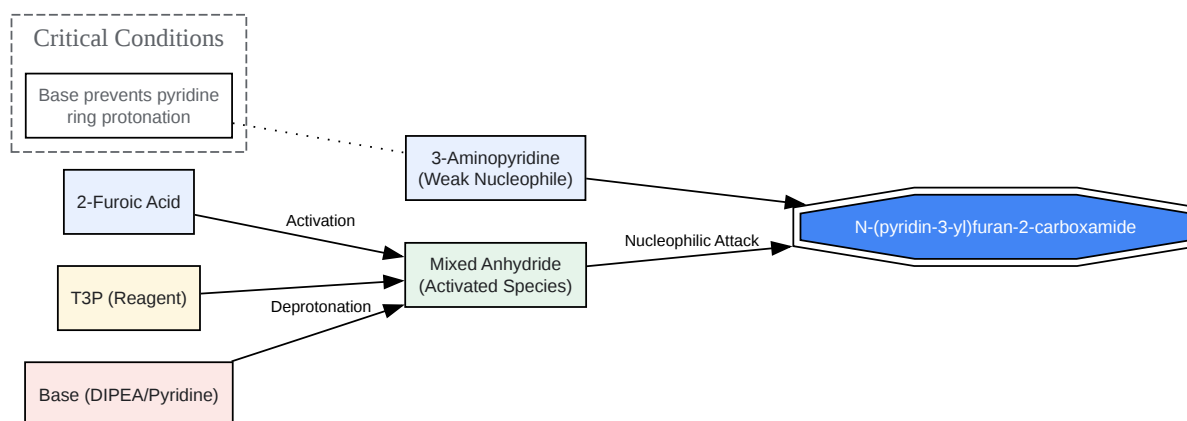 Critical Conditions
Base prevents pyridine
ring protonation
3-Aminopyridine
(Weak Nucleophile)
2-Furoic Acid
Activation
N-(pyridin-3-yl)furan-2-carboxamide
Nucleophilic Attack
Mixed Anhydride
(Activated Species)
T3P (Reagent)
Deprotonation
Base (DIPEA/Pyridine)